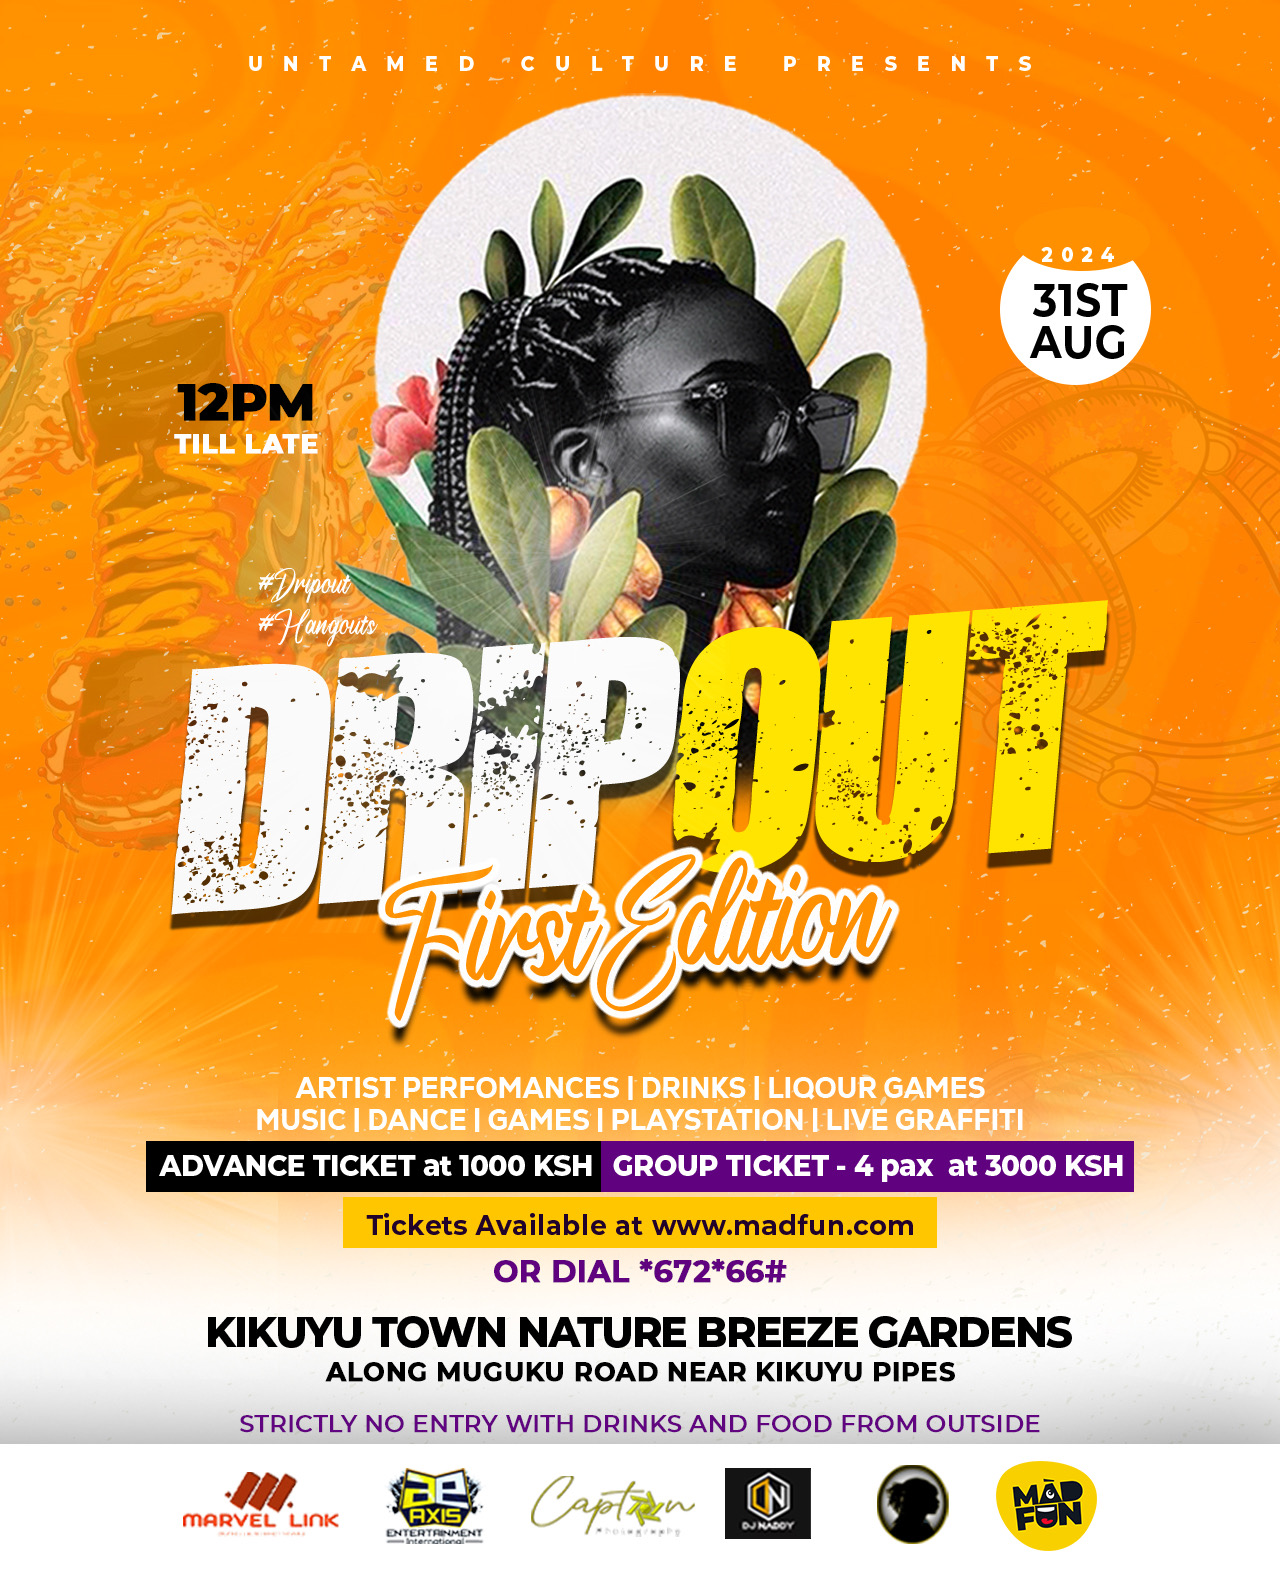 UNTAMED CULTURE PRESENTS
2024
31ST
AUG
12PM
TILL LATE
#Dripout
#Hangouts
DRIPOUT
First Edition
ARTIST PERFOMANCES | DRINKS | LIQOUR GAMES
MUSIC | DANCE | GAMES | PLAYSTATION | LIVE GRAFFITI
ADVANCE TICKET at 1000 KSH GROUP TICKET - 4 pax at 3000 KSH
Tickets Available at www.madfun.com
OR DIAL *672*66#
KIKUYU TOWN NATURE BREEZE GARDENS
ALONG MUGUKU ROAD NEAR KIKUYU PIPES
STRICTLY NO ENTRY WITH DRINKS AND FOOD FROM OUTSIDE
MARVEL LINK
AXIS
ENTERTAINMENT
International
Photography
DJ NADDY
MAD
FUN